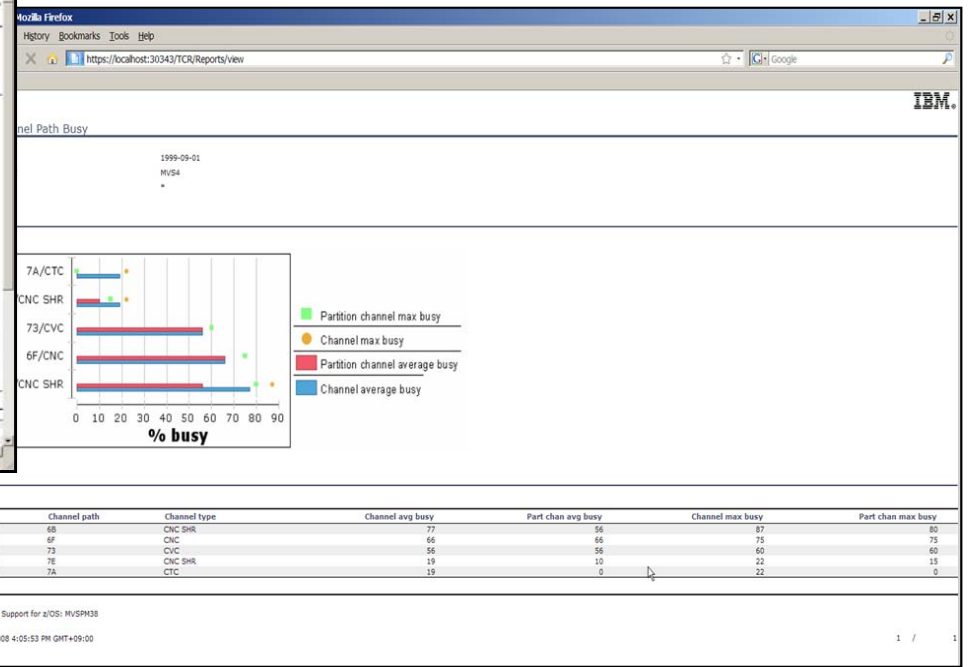 Mozilla Firefox
History Bookmarks Tools Help
https://localhost:30343/TCR/Reports/view
Google
IBM.
nel Path Busy
1999-09-01
MVS4
*
7A/CTC
/CNC SHR
73/CVC
6F/CNC
/CNC SHR
0 10 20 30 40 50 60 70 80 90
% busy
Partition channel max busy
Channel max busy
Partition channel average busy
Channel average busy
Channel path Channel type Channel avg busy Part chan avg busy Channel max busy Part chan max busy
6B CNC SHR 77 56 87 80
6F CNC 66 66 75 75
73 CVC 56 56 60 60
7E CNC SHR 19 10 22 15
7A CTC 19 0 22 0
Support for z/OS: MVSPM38
08 4:05:53 PM GMT+09:00
1 / 1